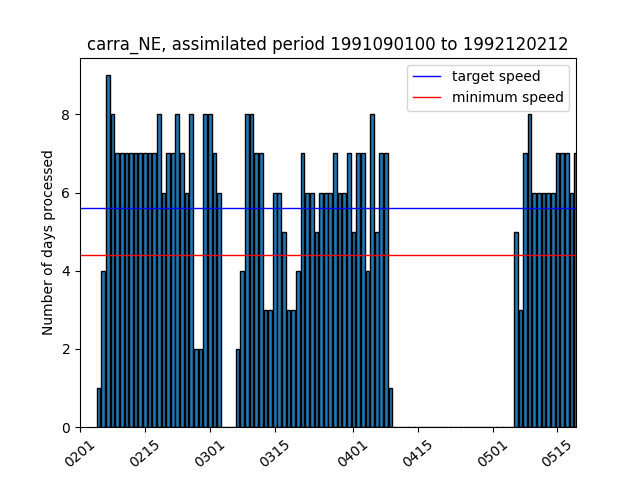 carra_NE, assimilated period 1991090100 to 1992120212
target speed
minimum speed
Number of days processed
8
6
4
2
0
0201 0215 0301 0315 0401 0415 0501 0515